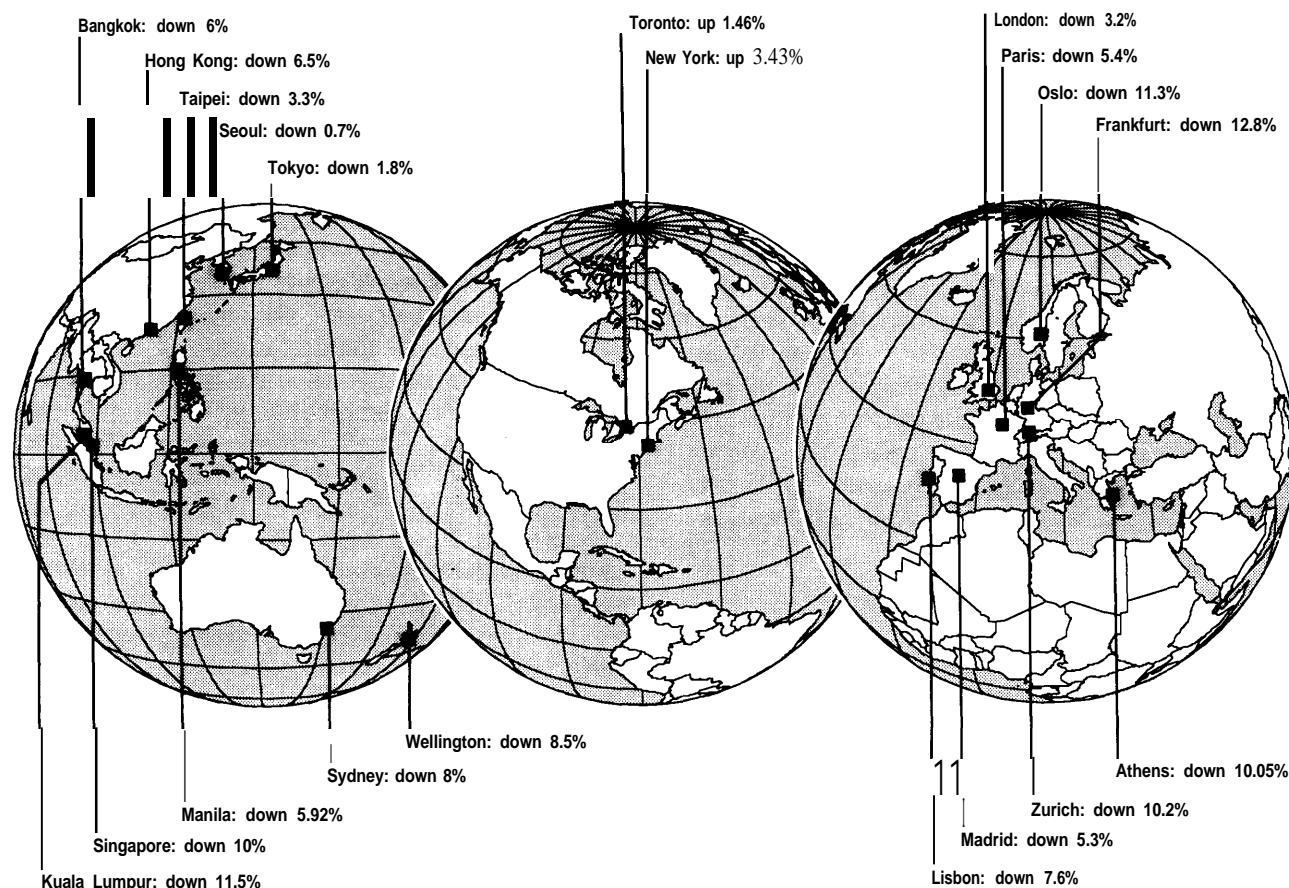 Bangkok: down 6%
Hong Kong: down 6.5%
Taipei: down 3.3%
Seoul: down 0.7%
Tokyo: down 1.8%
Toronto: up 1.46%
New York: up 3.43%
London: down 3.2%
Paris: down 5.4%
Oslo: down 11.3%
Frankfurt: down 12.8%
Wellington: down 8.5%
Sydney: down 8%
Manila: down 5.92%
Singapore: down 10%
Kuala Lumpur: down 11.5%
11
Athens: down 10.05%
Zurich: down 10.2%
Madrid: down 5.3%
Lisbon: down 7.6%